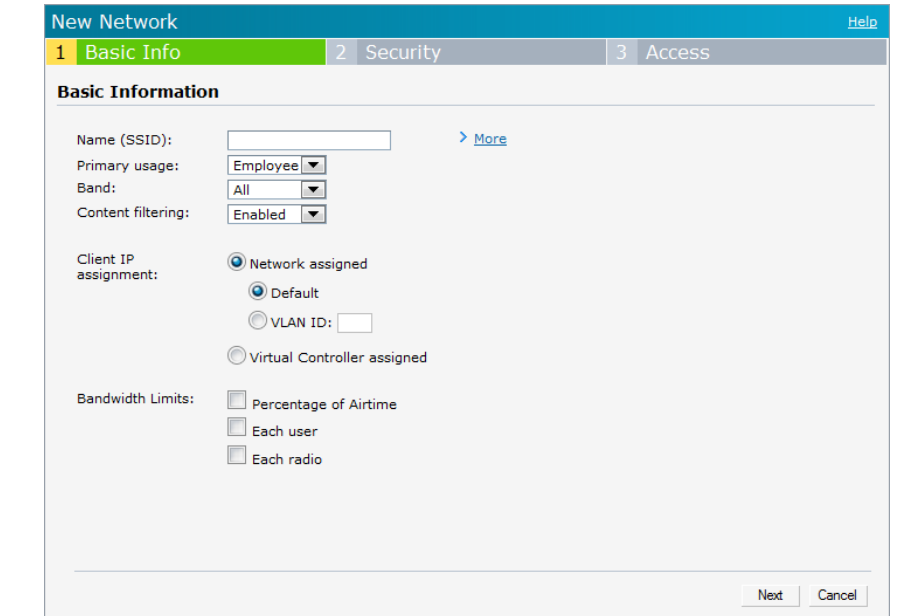 New Network Help
1 Basic Info 2 Security 3 Access
Basic Information
Name (SSID): > More
Primary usage: Employee
Band: All
Content filtering: Enabled
Client IP
assignment:
Network assigned
Default
VLAN ID:
Virtual Controller assigned
Bandwidth Limits: Percentage of Airtime
Each user
Each radio
Next Cancel